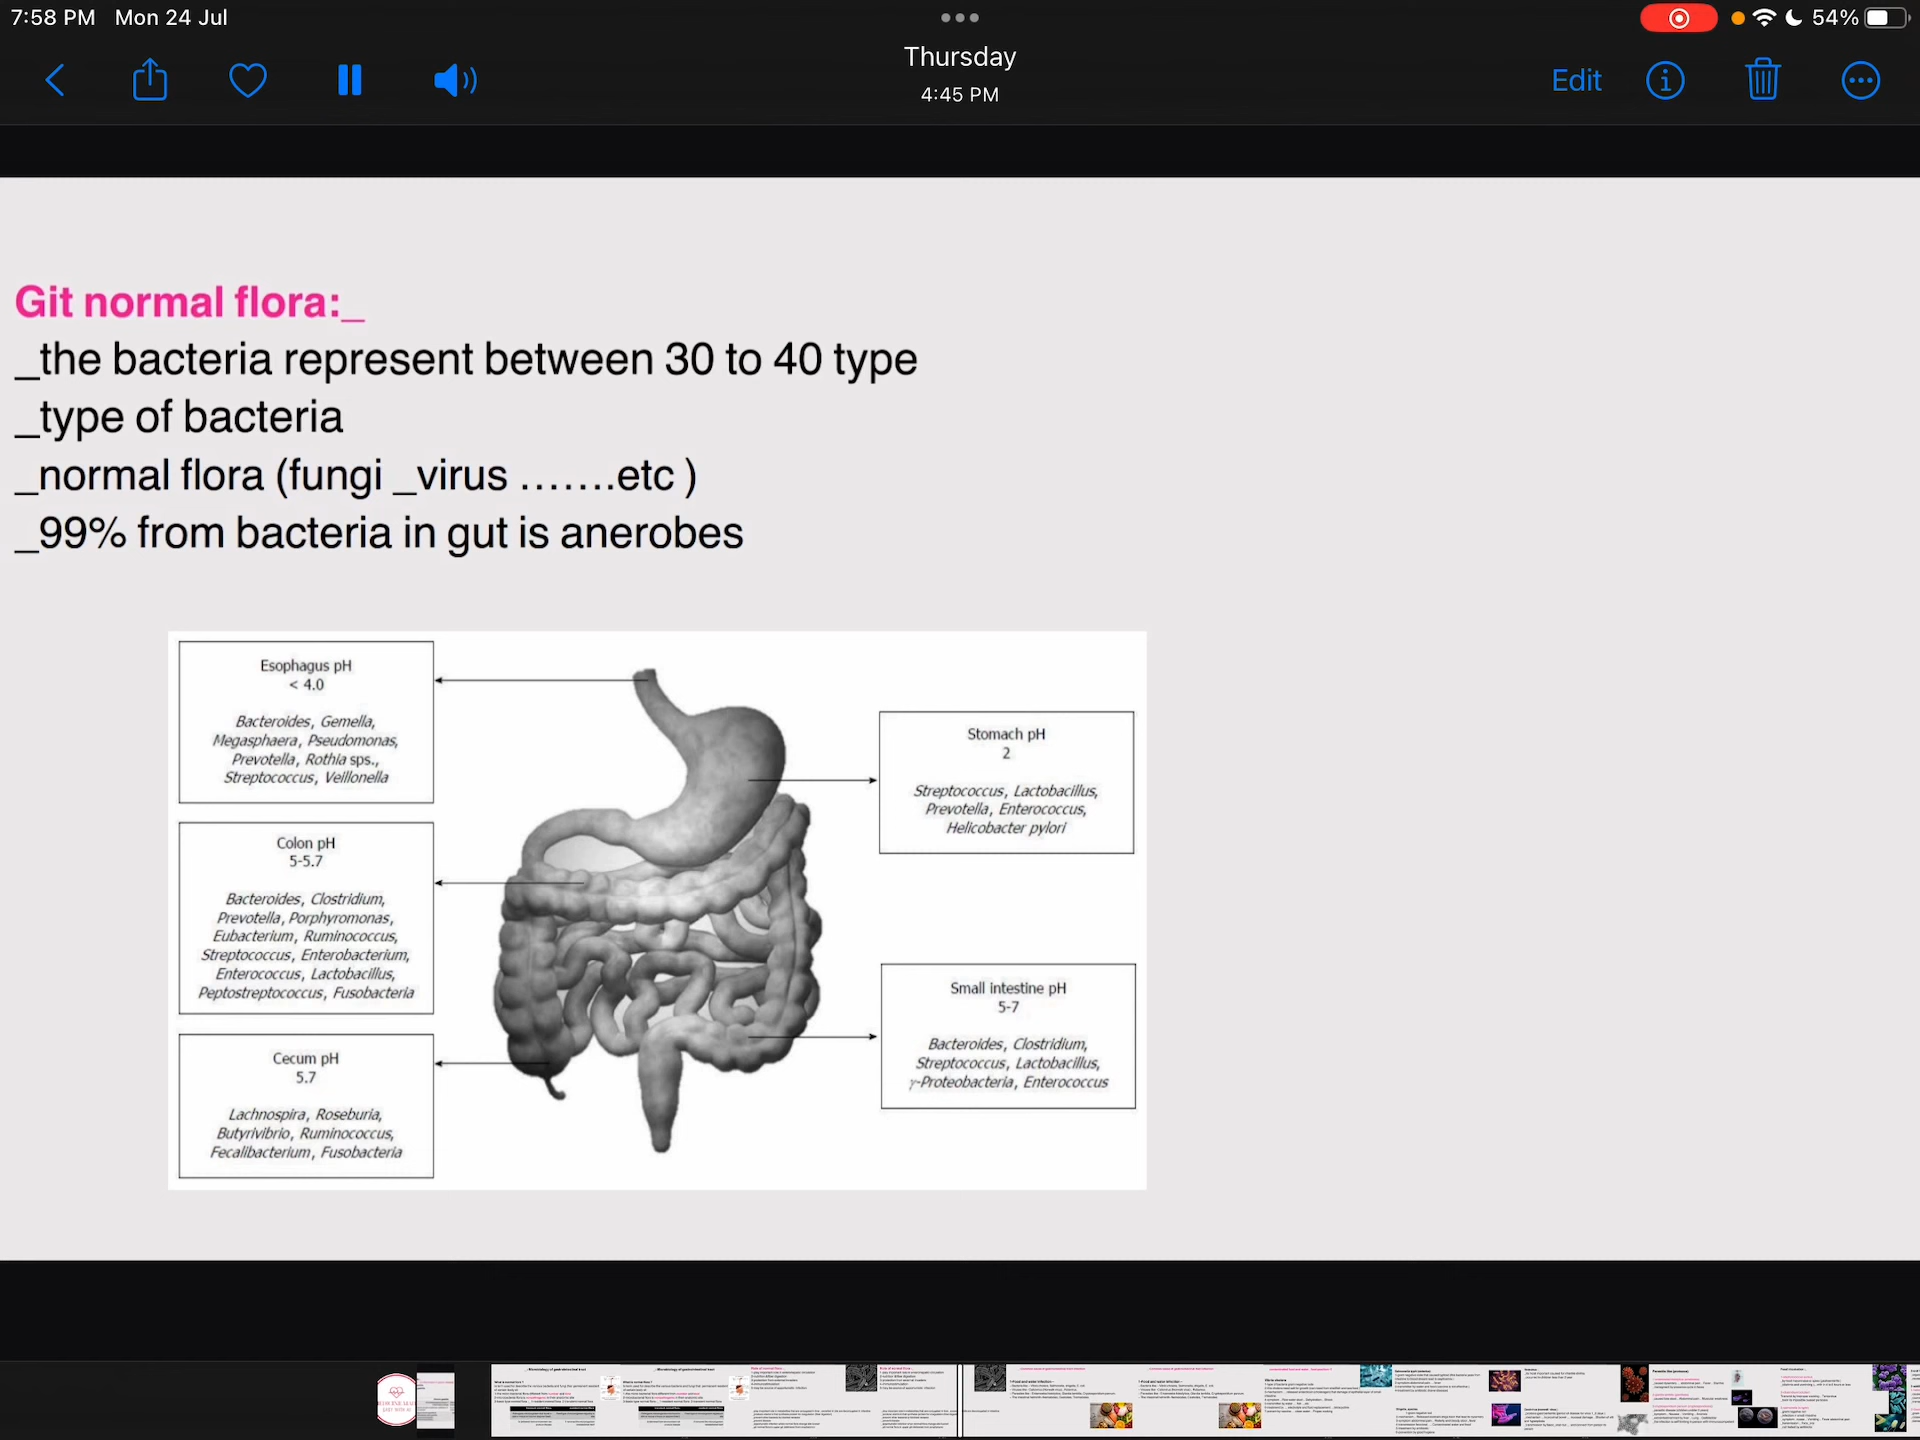 7:58 PM Mon 24 Jul
54%
Thursday
4:45 PM
Edit
Git normal flora:_
_the bacteria represent between 30 to 40 type
_type of bacteria
_normal flora (fungi _virus .......etc )
_99% from bacteria in gut is anerobes
Esophagus pH
< 4.0
Bacteroides, Gemella,
Megasphaera, Pseudomonas,
Prevotella, Rothia sps.,
Streptococcus, Veillonella
Stomach pH
2
Streptococcus, Lactobacillus,
Prevotella, Enterococcus,
Helicobacter pylori
Colon pH
5-5.7
Bacteroides, Clostridium,
Prevotella, Porphyromonas,
Eubacterium, Ruminococcus,
Streptococcus, Enterobacterium,
Enterococcus, Lactobacillus,
Peptostreptococcus, Fusobacteria
Small intestine pH
5-7
Bacteroides, Clostridium,
Streptococcus, Lactobacillus,
γ-Proteobacteria, Enterococcus
Cecum pH
5.7
Lachnospira, Roseburia,
Butyrivibrio, Ruminococcus,
Fecalibacterium, Fusobacteria